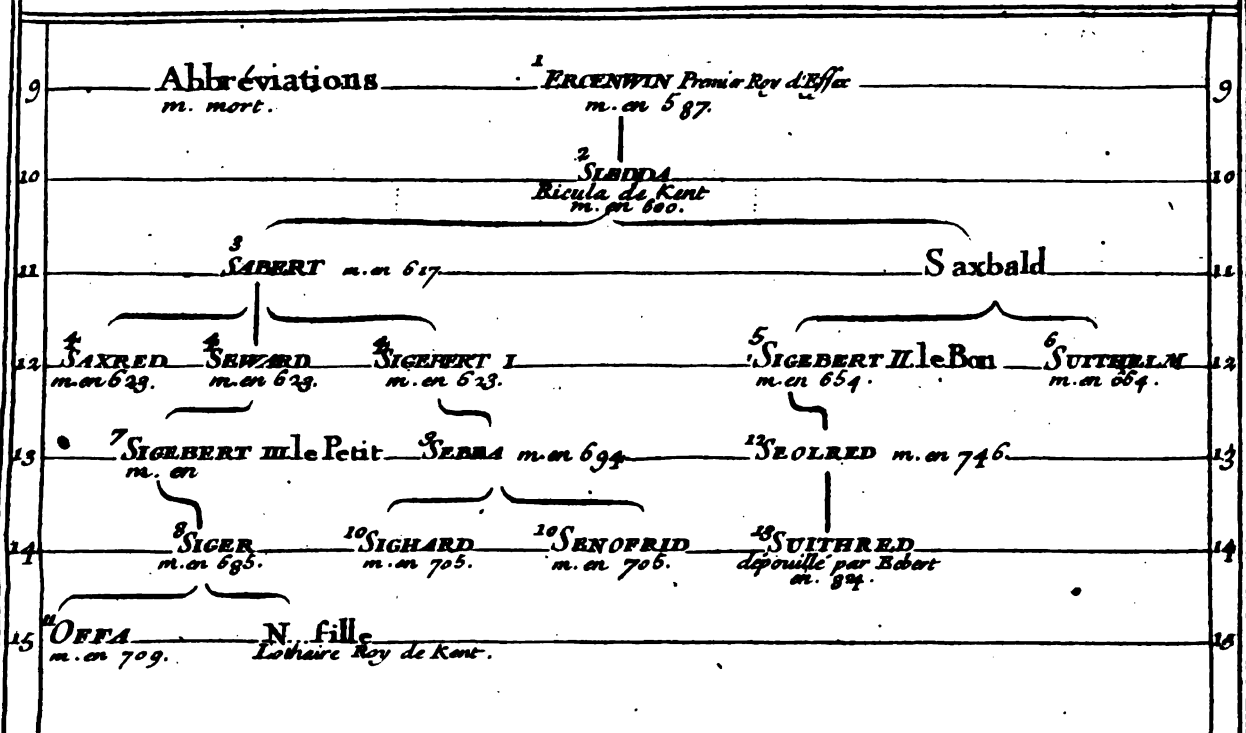 9 Abbréviations 1 ERCENWIN Premier Roy d'Essex 9
m. mort. m. en 587.
2
10 SLEDDA 10
Ricula de Kent
m. en 600.
3
11 SABERT m. en 617 Saxbald 11
4 4 4 5 6
12 SAXRED SEWARD SIGEBERT I SIGEBERT II. le Bon SUITHELM 12
m. en 623. m. en 623. m. en 623. m. en 654. m. en 664.
7 9 12
13 SIGEBERT III le Petit SEBBA m. en 694 SEOLRED m. en 746 13
m. en
8 10 10 13
14 SIGER SIGHARD SENOFRID SUITHRED 14
m. en 685. m. en 705. m. en 705. dépouillé par Ecbert
en. 824.
11
15 OFFA N. fille 15
m. en 709. Lothaire Roy de Kent.